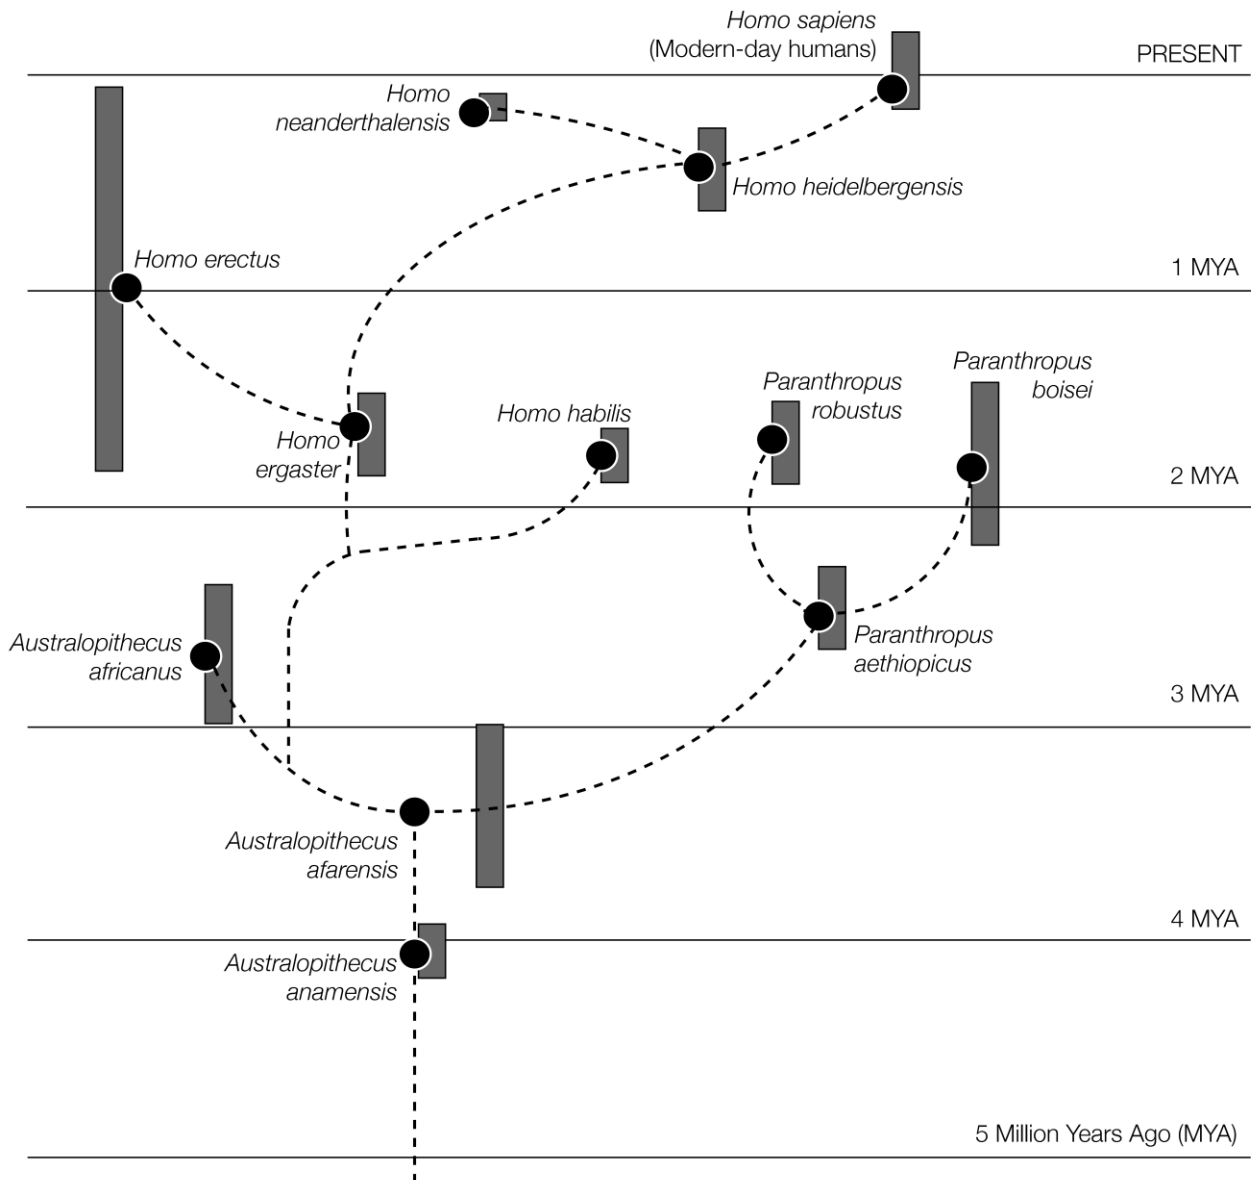 Homo sapiens
(Modern-day humans)
PRESENT
Homo
neanderthalensis
Homo heidelbergensis
Homo erectus
1 MYA
Paranthropus
boisei
Paranthropus
robustus
Homo habilis
Homo
ergaster
2 MYA
Australopithecus
africanus
Paranthropus
aethiopicus
3 MYA
Australopithecus
afarensis
4 MYA
Australopithecus
anamensis
5 Million Years Ago (MYA)